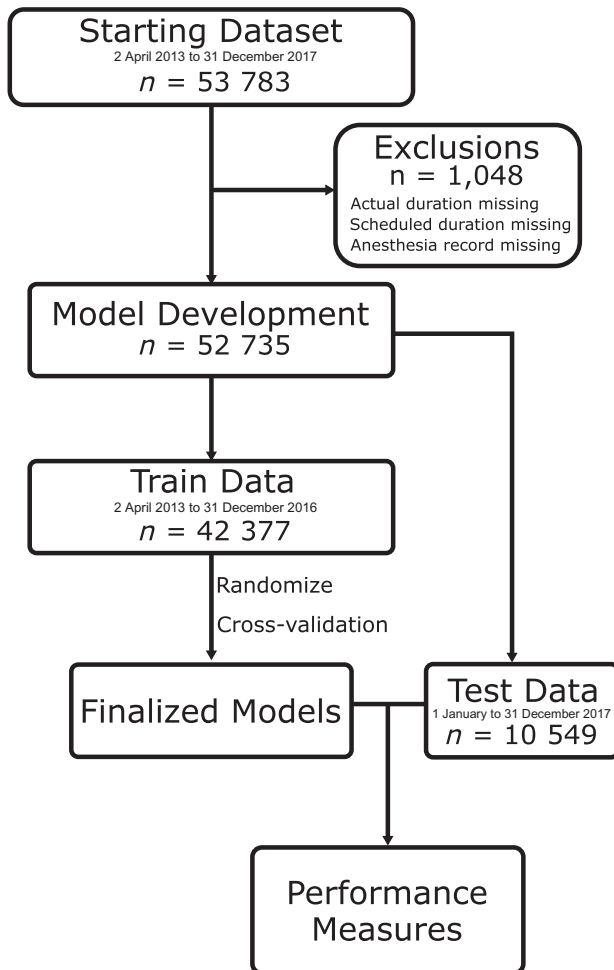 Starting Dataset
2 April 2013 to 31 December 2017
n = 53 783
Exclusions
n = 1,048
Actual duration missing
Scheduled duration missing
Anesthesia record missing
Model Development
n = 52 735
Train Data
2 April 2013 to 31 December 2016
n = 42 377
Randomize
Cross-validation
Finalized Models
Test Data
1 January to 31 December 2017
n = 10 549
Performance
Measures